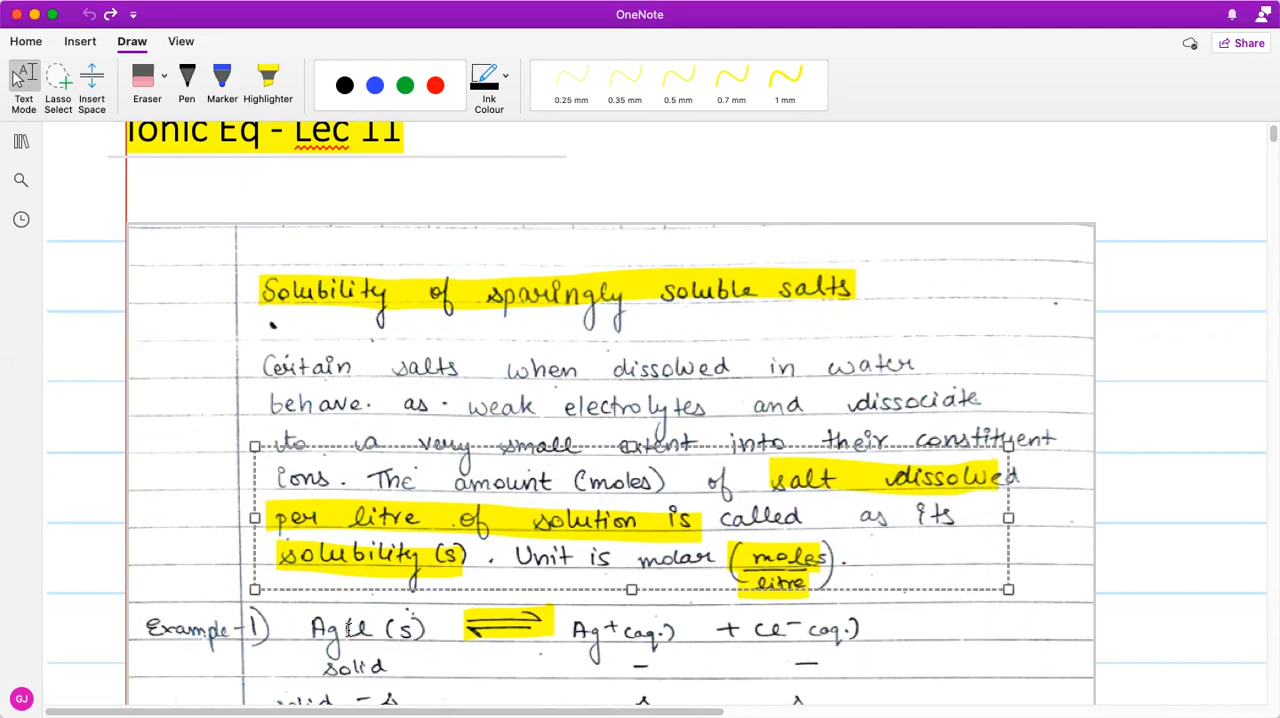 OneNote
Home Insert Draw View
Share
Text Mode
Lasso Select
Insert Space
Eraser
Pen
Marker
Highlighter
Ink Colour
0.25 mm
0.35 mm
0.5 mm
0.7 mm
1 mm
Ionic Eq - Lec 11
Solubility of sparingly soluble salts
Certain salts when dissolved in water
behave. as weak electrolytes and dissociate
to a very small extent into their constituent
ions. The amount (moles) of salt dissolved
per litre of solution is called as its
solubility (s). Unit is molar (moles/litre).
Example-1) AgCl (s) ⇌ Ag+ (aq.) + Cl- (aq.)
solid — —
solid - s s s
GJ